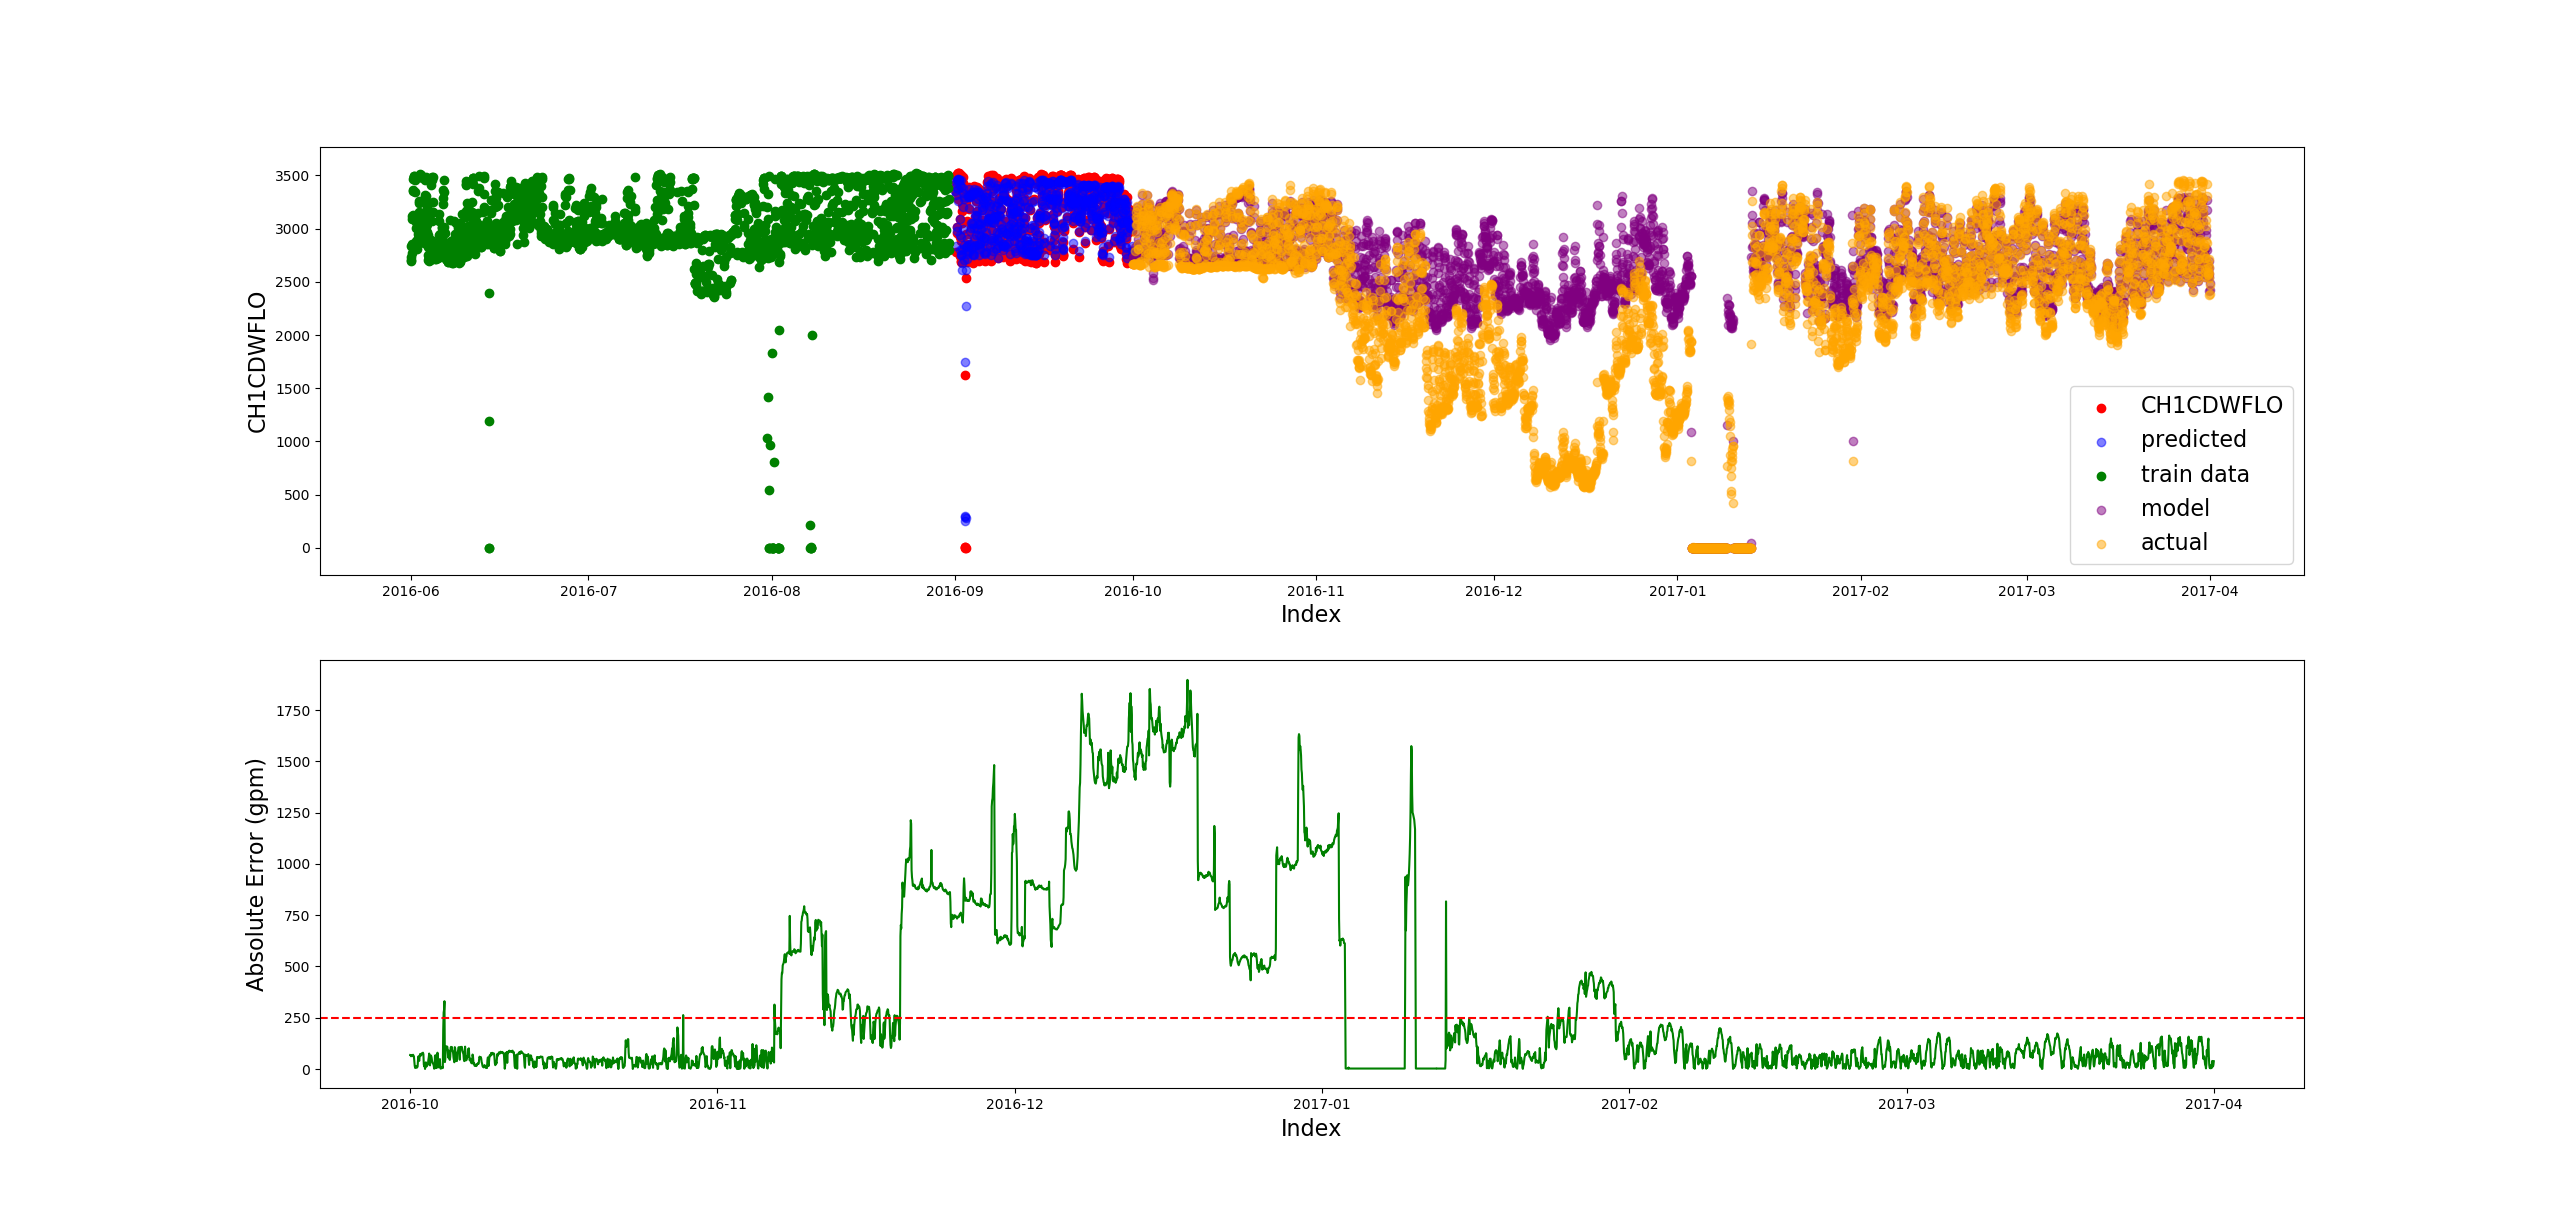 3500
3000
2500
2000
1500
1000
500
0
CH1CDWFLO
2016-06 2016-07 2016-08 2016-09 2016-10 2016-11 2016-12 2017-01 2017-02 2017-03 2017-04
Index
CH1CDWFLO
predicted
train data
model
actual
1750
1500
1250
1000
750
500
250
0
Absolute Error (gpm)
2016-10 2016-11 2016-12 2017-01 2017-02 2017-03 2017-04
Index